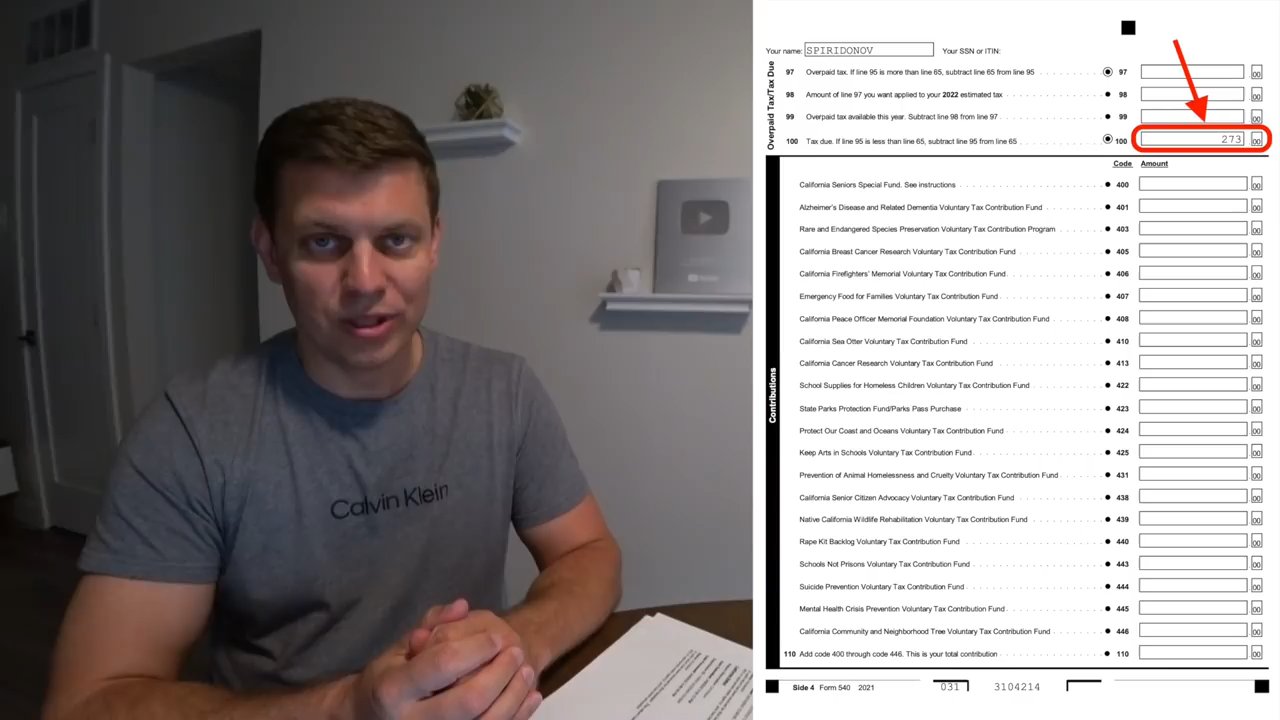 Calvin Klein
Your name: SPIRIDONOV Your SSN or ITIN:
Overpaid Tax/Tax Due
97 Overpaid tax. If line 95 is more than line 65, subtract line 65 from line 95 97 .00
98 Amount of line 97 you want applied to your 2022 estimated tax 98 .00
99 Overpaid tax available this year. Subtract line 98 from line 97 99 .00
100 Tax due. If line 95 is less than line 65, subtract line 95 from line 65 100 273 .00
Code Amount
Contributions
California Seniors Special Fund. See instructions 400 .00
Alzheimer's Disease and Related Dementia Voluntary Tax Contribution Fund 401 .00
Rare and Endangered Species Preservation Voluntary Tax Contribution Program 403 .00
California Breast Cancer Research Voluntary Tax Contribution Fund 405 .00
California Firefighters' Memorial Voluntary Tax Contribution Fund 406 .00
Emergency Food for Families Voluntary Tax Contribution Fund 407 .00
California Peace Officer Memorial Foundation Voluntary Tax Contribution Fund 408 .00
California Sea Otter Voluntary Tax Contribution Fund 410 .00
California Cancer Research Voluntary Tax Contribution Fund 413 .00
School Supplies for Homeless Children Voluntary Tax Contribution Fund 422 .00
State Parks Protection Fund/Parks Pass Purchase 423 .00
Protect Our Coast and Oceans Voluntary Tax Contribution Fund 424 .00
Keep Arts in Schools Voluntary Tax Contribution Fund 425 .00
Prevention of Animal Homelessness and Cruelty Voluntary Tax Contribution Fund 431 .00
California Senior Citizen Advocacy Voluntary Tax Contribution Fund 438 .00
Native California Wildlife Rehabilitation Voluntary Tax Contribution Fund 439 .00
Rape Kit Backlog Voluntary Tax Contribution Fund 440 .00
Schools Not Prisons Voluntary Tax Contribution Fund 443 .00
Suicide Prevention Voluntary Tax Contribution Fund 444 .00
Mental Health Crisis Prevention Voluntary Tax Contribution Fund 445 .00
California Community and Neighborhood Tree Voluntary Tax Contribution Fund 446 .00
110 Add code 400 through code 446. This is your total contribution 110 .00
Side 4 Form 540 2021 031 3104214